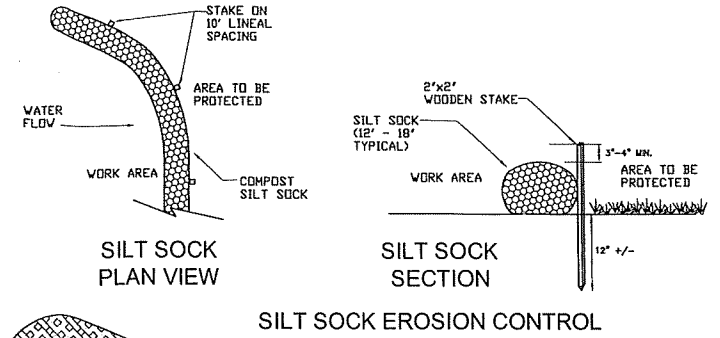 STAKE ON
10' LINEAL
SPACING
AREA TO BE
PROTECTED
WATER
FLOW
WORK AREA
COMPOST
SILT SOCK
SILT SOCK
PLAN VIEW
2"x2"
WOODEN STAKE
SILT SOCK
(12" - 18"
TYPICAL)
3"-4" MIN.
WORK AREA
AREA TO BE
PROTECTED
12" +/-
SILT SOCK
SECTION
SILT SOCK EROSION CONTROL